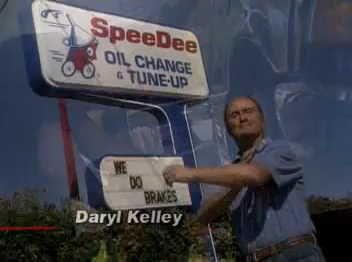 SpeeDee
OIL CHANGE
& TUNE-UP
WE
DO
BRAKES
Daryl Kelley